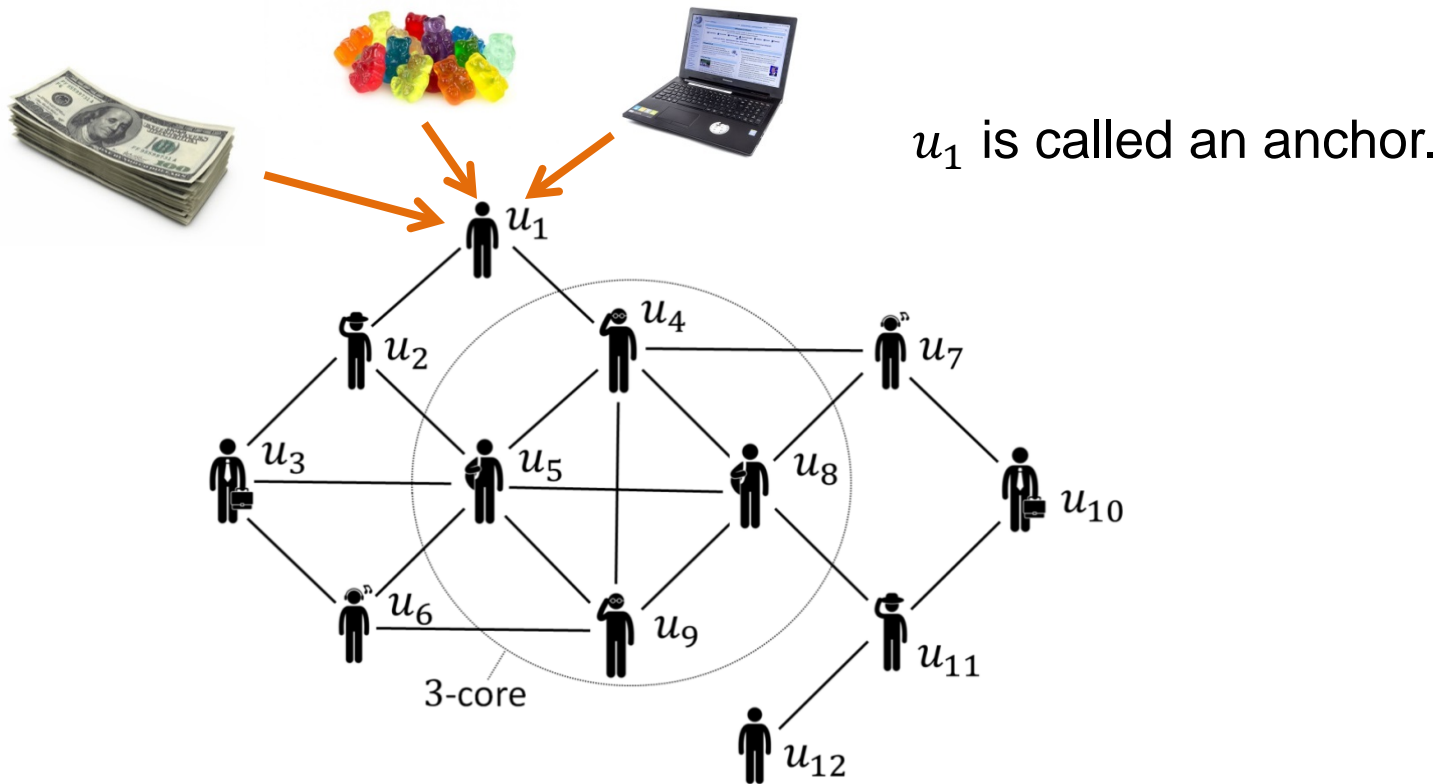 u₁ is called an anchor.
u₁
u₄
u₂
u₇
u₃
u₅
u₈
u₁₀
u₆
u₉
u₁₁
3-core
u₁₂
100